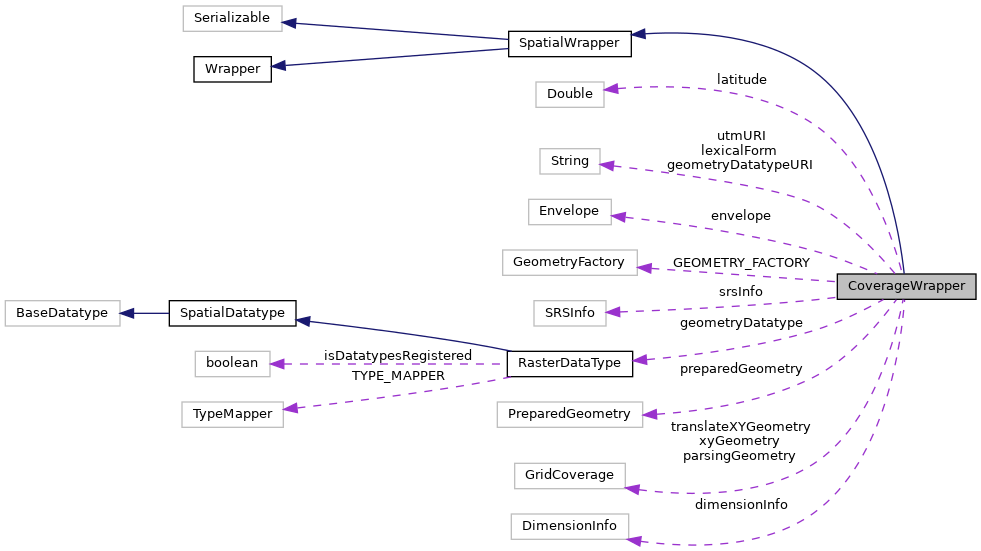 Serializable
SpatialWrapper
Wrapper
latitude
Double
utmURI
lexicalForm
geometryDatatypeURI
String
Envelope
envelope
GeometryFactory
GEOMETRY_FACTORY
CoverageWrapper
srsInfo
SRSInfo
BaseDatatype
SpatialDatatype
geometryDatatype
boolean
isDatatypesRegistered
RasterDataType
preparedGeometry
TYPE_MAPPER
TypeMapper
PreparedGeometry
translateXYGeometry
xyGeometry
parsingGeometry
GridCoverage
dimensionInfo
DimensionInfo